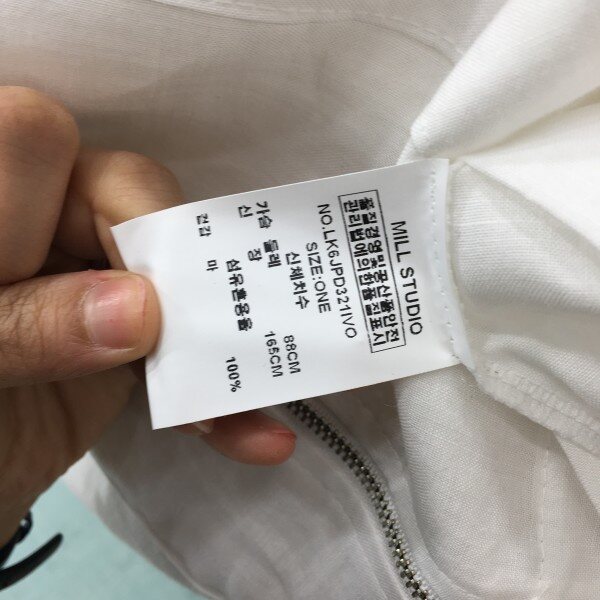 MILL STUDIO
품질경영및공산품안전
관리법에의한품질표시
NO.LK6JPD321IVO
SIZE:ONE
신체치수
가슴 둘레 88CM
신 장 165CM
섬유혼용율
겉감 마 100%